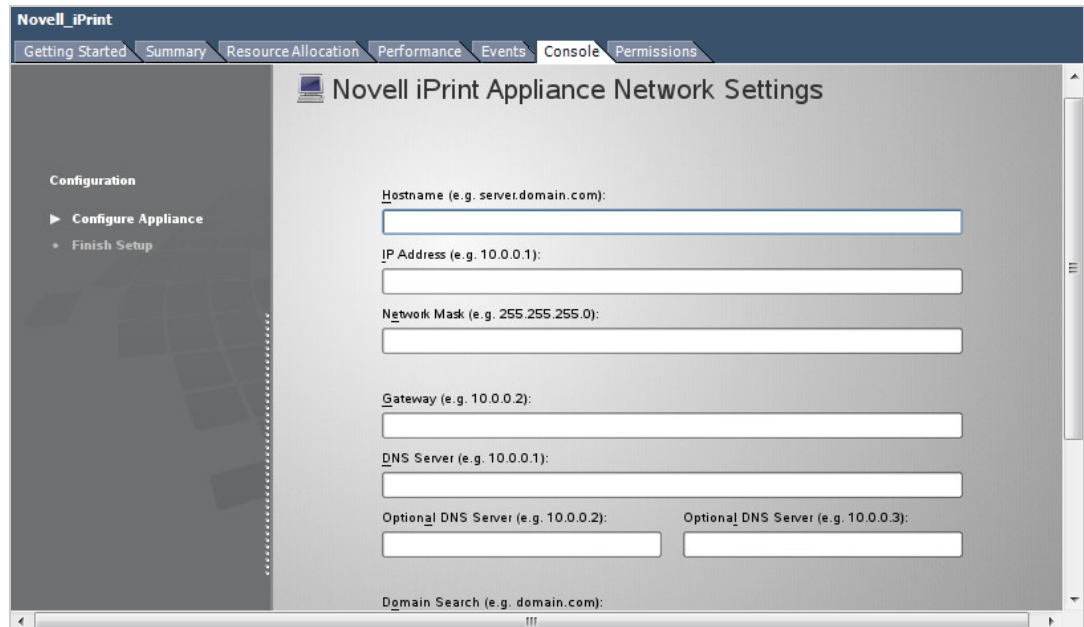 Novell_iPrint
Getting Started Summary Resource Allocation Performance Events Console Permissions
Novell iPrint Appliance Network Settings
Configuration
Configure Appliance
Finish Setup
Hostname (e.g. server.domain.com):
IP Address (e.g. 10.0.0.1):
Network Mask (e.g. 255.255.255.0):
Gateway (e.g. 10.0.0.2):
DNS Server (e.g. 10.0.0.1):
Optional DNS Server (e.g. 10.0.0.2): Optional DNS Server (e.g. 10.0.0.3):
Domain Search (e.g. domain.com):